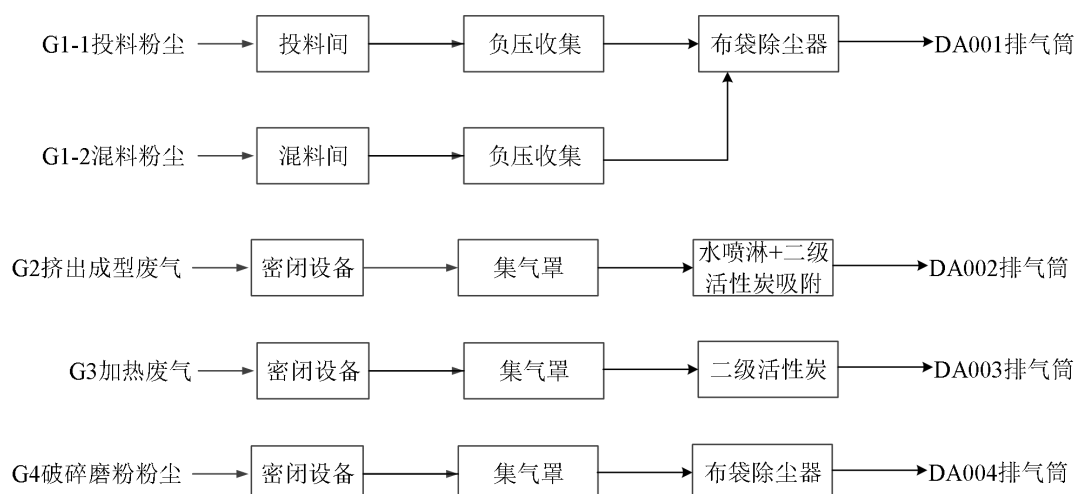 G1-1投料粉尘
投料间
负压收集
布袋除尘器
DA001排气筒
G1-2混料粉尘
混料间
负压收集
G2挤出成型废气
密闭设备
集气罩
水喷淋+二级
活性炭吸附
DA002排气筒
G3加热废气
密闭设备
集气罩
二级活性炭
DA003排气筒
G4破碎磨粉粉尘
密闭设备
集气罩
布袋除尘器
DA004排气筒